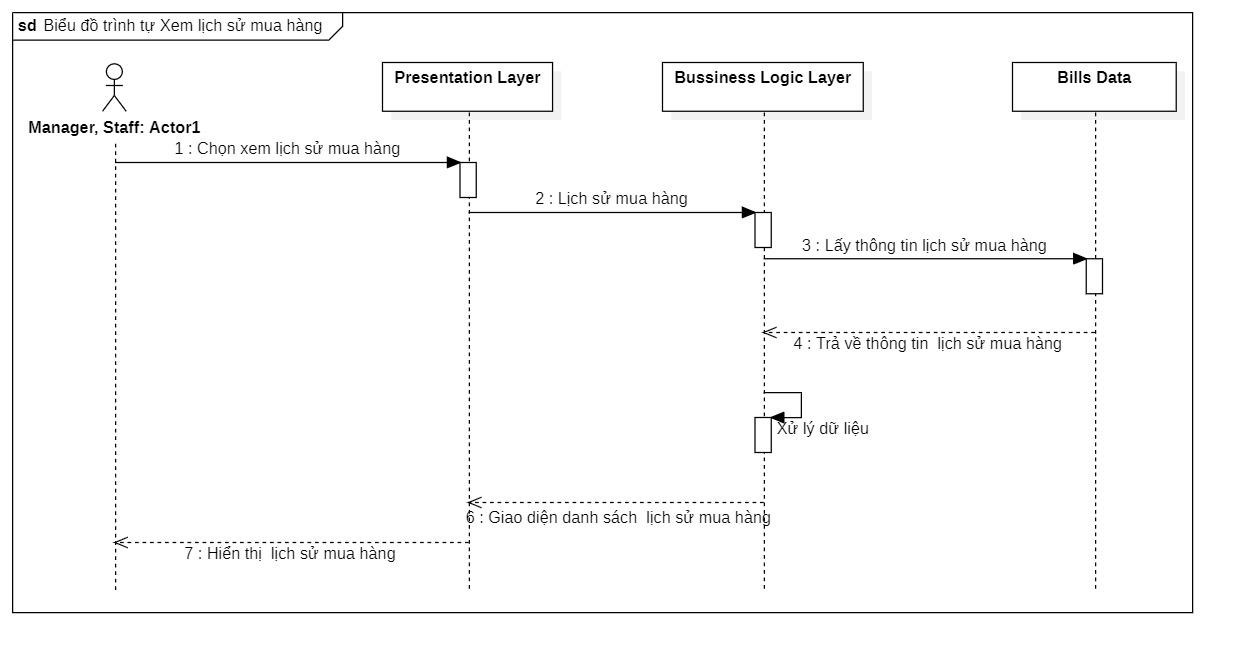 sd Biểu đồ trình tự Xem lịch sử mua hàng
Presentation Layer
Bussiness Logic Layer
Bills Data
Manager, Staff: Actor1
1 : Chọn xem lịch sử mua hàng
2 : Lịch sử mua hàng
3 : Lấy thông tin lịch sử mua hàng
4 : Trả về thông tin  lịch sử mua hàng
Xử lý dữ liệu
6 : Giao diện danh sách  lịch sử mua hàng
7 : Hiển thị  lịch sử mua hàng